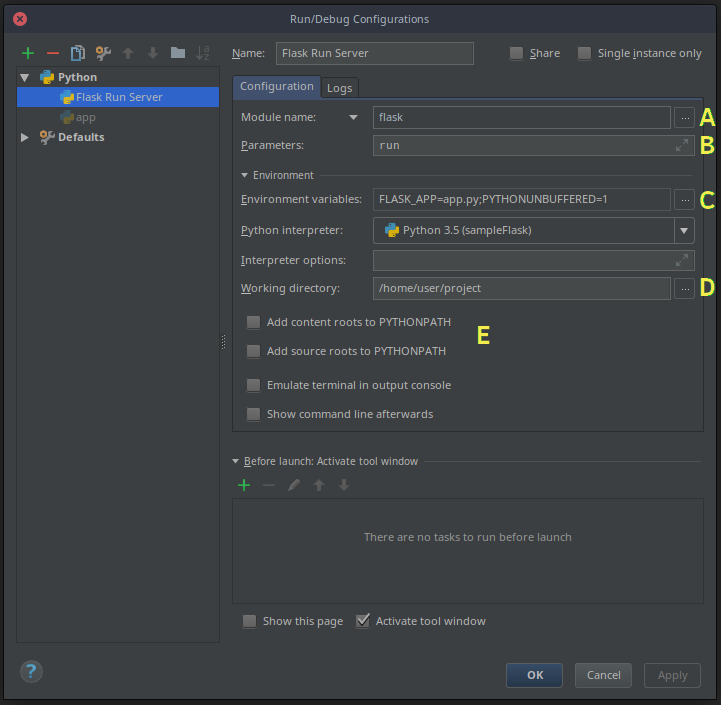 Run/Debug Configurations
Name: Flask Run Server Share Single instance only
Python
Flask Run Server
app
Defaults
Configuration Logs
Module name: flask ... A
Parameters: run B
Environment
Environment variables: FLASK_APP=app.py;PYTHONUNBUFFERED=1 ... C
Python interpreter: Python 3.5 (sampleFlask)
Interpreter options:
Working directory: /home/user/project ... D
Add content roots to PYTHONPATH
E
Add source roots to PYTHONPATH
Emulate terminal in output console
Show command line afterwards
Before launch: Activate tool window
There are no tasks to run before launch
Show this page Activate tool window
? OK Cancel Apply